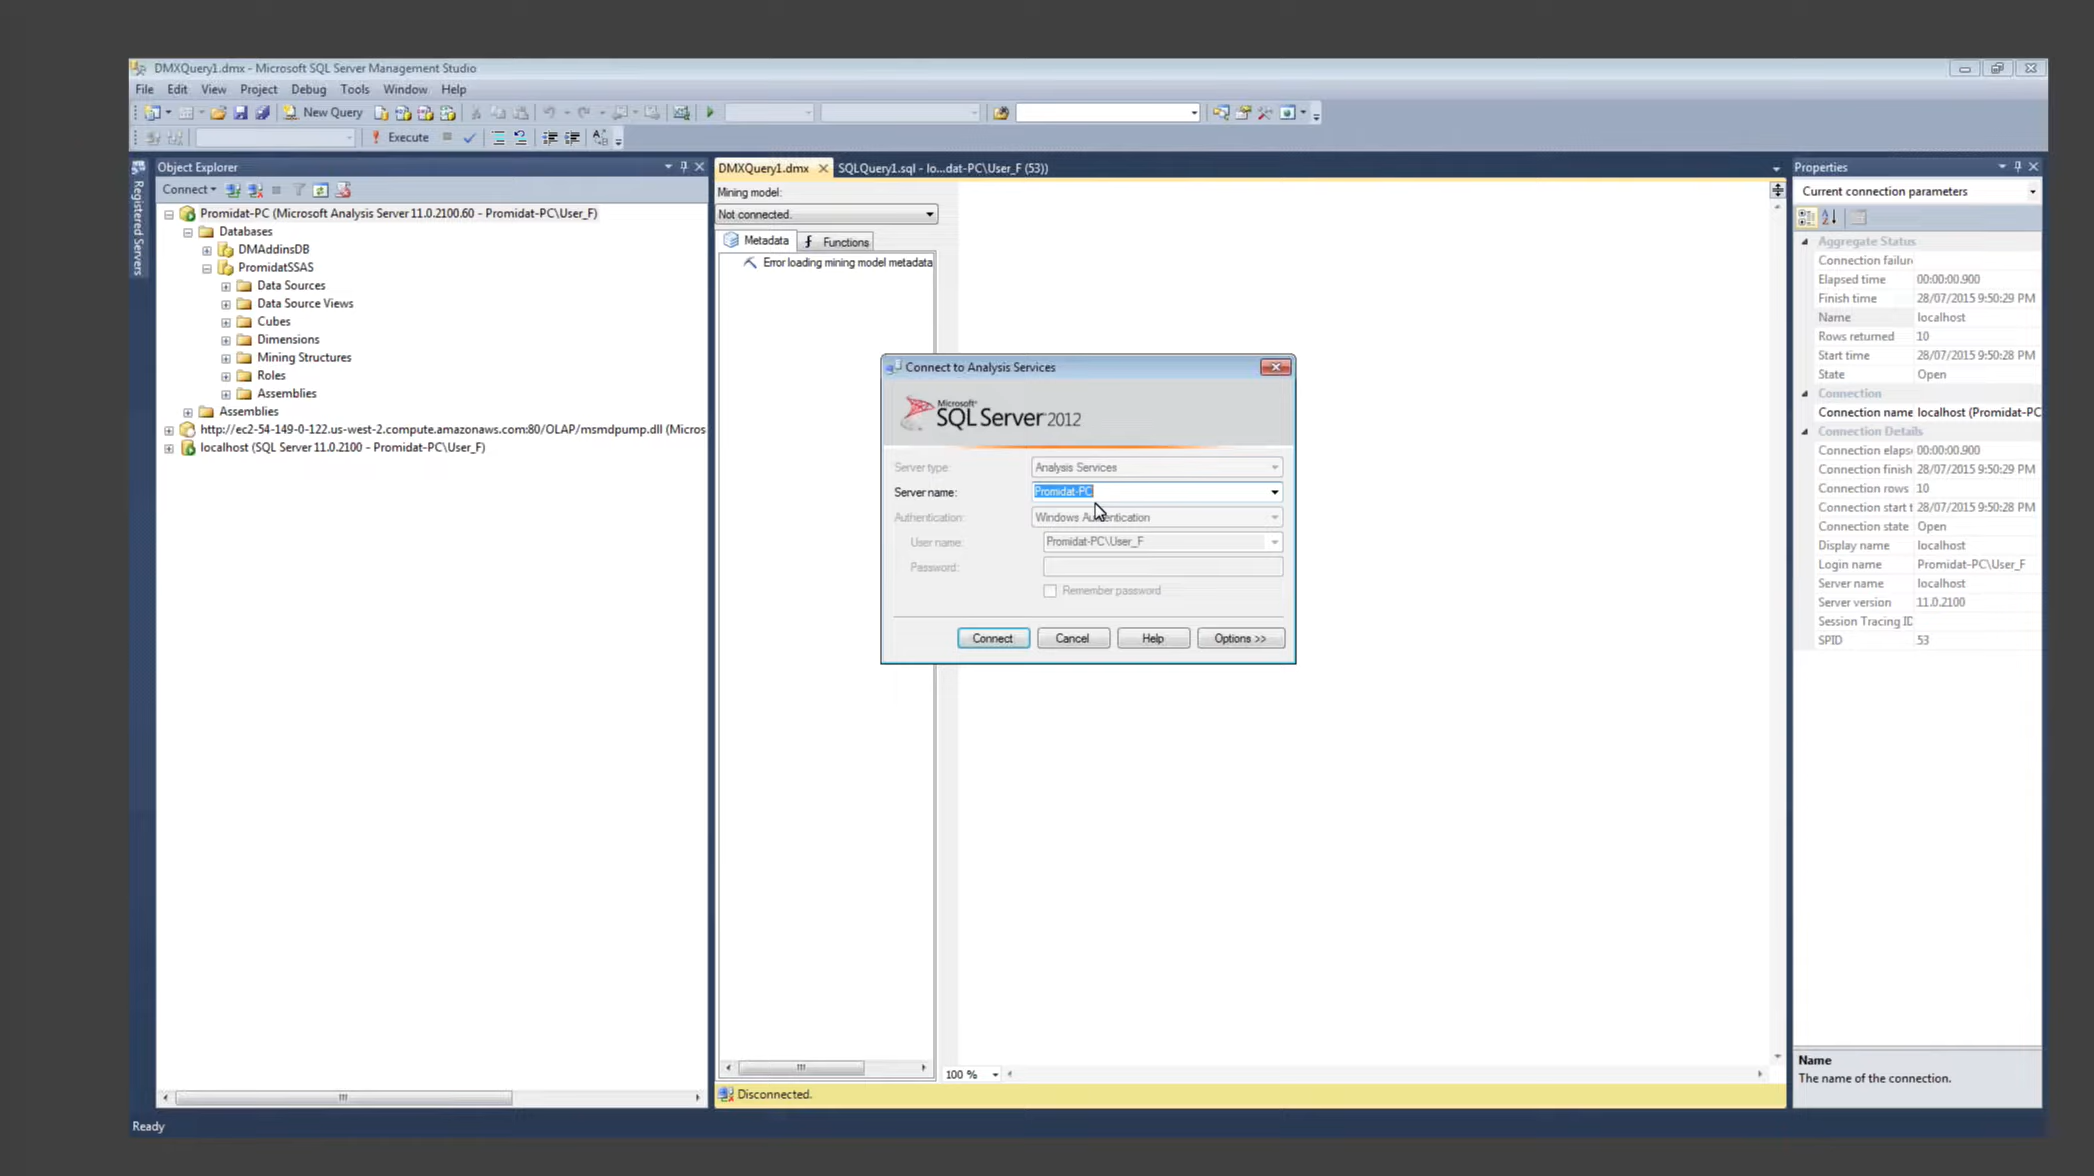 DMXQuery1.dmx - Microsoft SQL Server Management Studio
File Edit View Project Debug Tools Window Help
New Query
Execute
Registered Servers
Object Explorer
Connect
Promidat-PC (Microsoft Analysis Server 11.0.2100.60 - Promidat-PC\User_F)
Databases
DMAddinsDB
PromidatSSAS
Data Sources
Data Source Views
Cubes
Dimensions
Mining Structures
Roles
Assemblies
Assemblies
http://ec2-54-149-0-122.us-west-2.compute.amazonaws.com:80/OLAP/msmdpump.dll (Micros
localhost (SQL Server 11.0.2100 - Promidat-PC\User_F)
DMXQuery1.dmx SQLQuery1.sql - lo...dat-PC\User_F (53))
Mining model:
Not connected.
Metadata Functions
Error loading mining model metadata
Connect to Analysis Services
Microsoft
SQL Server 2012
Server type: Analysis Services
Server name: Promidat-PC
Authentication: Windows Authentication
User name: Promidat-PC\User_F
Password:
Remember password
Connect Cancel Help Options >>
100 %
Disconnected.
Properties
Current connection parameters
Aggregate Status
Connection failur
Elapsed time 00:00:00.900
Finish time 28/07/2015 9:50:29 PM
Name localhost
Rows returned 10
Start time 28/07/2015 9:50:28 PM
State Open
Connection
Connection name localhost (Promidat-PC
Connection Details
Connection elaps 00:00:00.900
Connection finish 28/07/2015 9:50:29 PM
Connection rows 10
Connection start t 28/07/2015 9:50:28 PM
Connection state Open
Display name localhost
Login name Promidat-PC\User_F
Server name localhost
Server version 11.0.2100
Session Tracing ID
SPID 53
Name
The name of the connection.
Ready